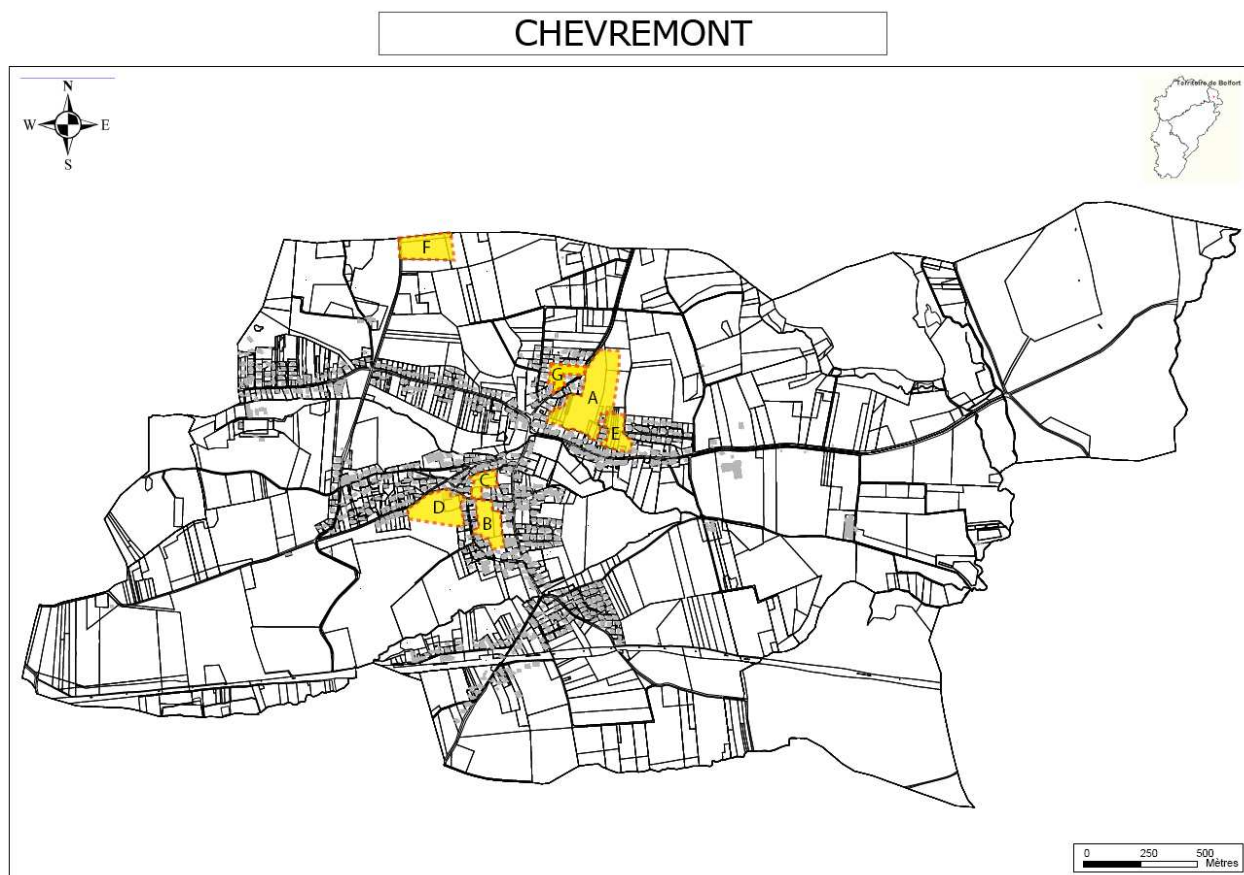 CHEVREMONT
N
W E
S
Territoire de Belfort
F
G
A
E
C
D
B
0 250 500
Mètres